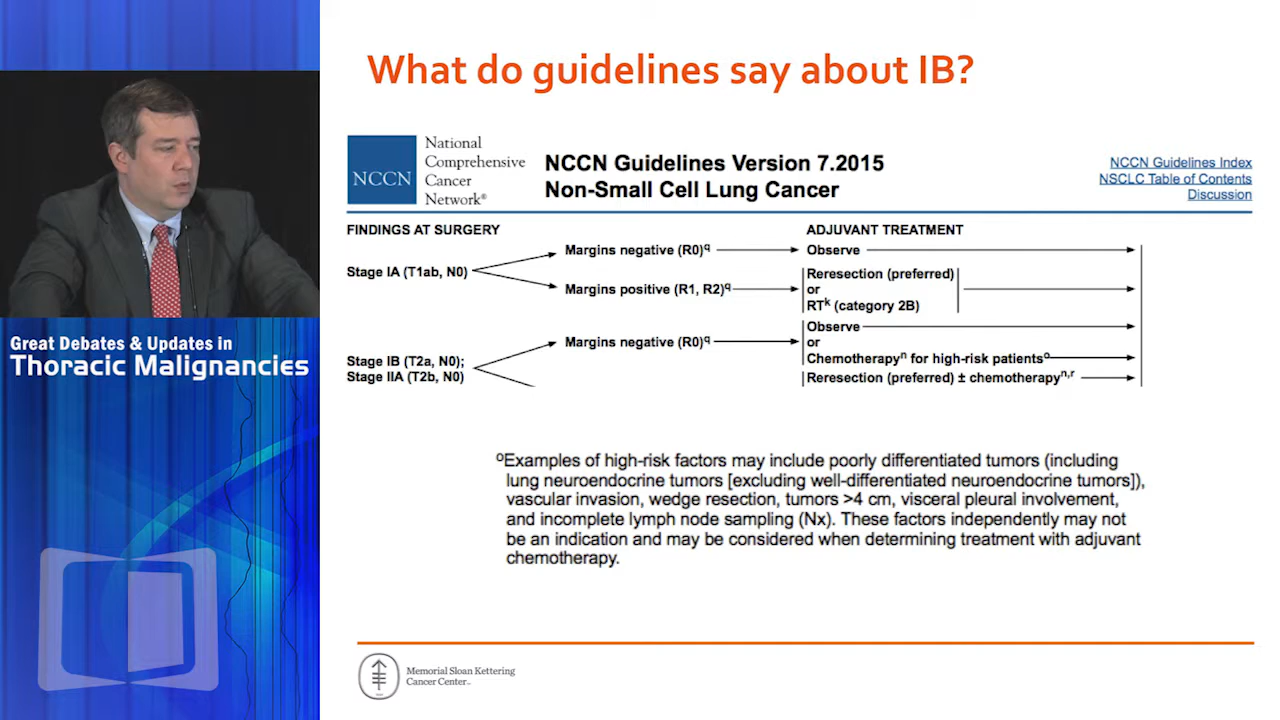 What do guidelines say about IB?
NCCN
National
Comprehensive
Cancer
Network®
NCCN Guidelines Version 7.2015
Non-Small Cell Lung Cancer
NCCN Guidelines Index
NSCLC Table of Contents
Discussion
FINDINGS AT SURGERY
ADJUVANT TREATMENT
Stage IA (T1ab, N0)
Margins negative (R0)q
Observe
Margins positive (R1, R2)q
Reresection (preferred)
or
RTk (category 2B)
Stage IB (T2a, N0);
Stage IIA (T2b, N0)
Margins negative (R0)q
Observe
or
Chemotherapyn for high-risk patientso
Reresection (preferred) ± chemotherapyn,r
oExamples of high-risk factors may include poorly differentiated tumors (including
lung neuroendocrine tumors [excluding well-differentiated neuroendocrine tumors]),
vascular invasion, wedge resection, tumors >4 cm, visceral pleural involvement,
and incomplete lymph node sampling (Nx). These factors independently may not
be an indication and may be considered when determining treatment with adjuvant
chemotherapy.
Great Debates & Updates in
Thoracic Malignancies
Memorial Sloan Kettering
Cancer Center